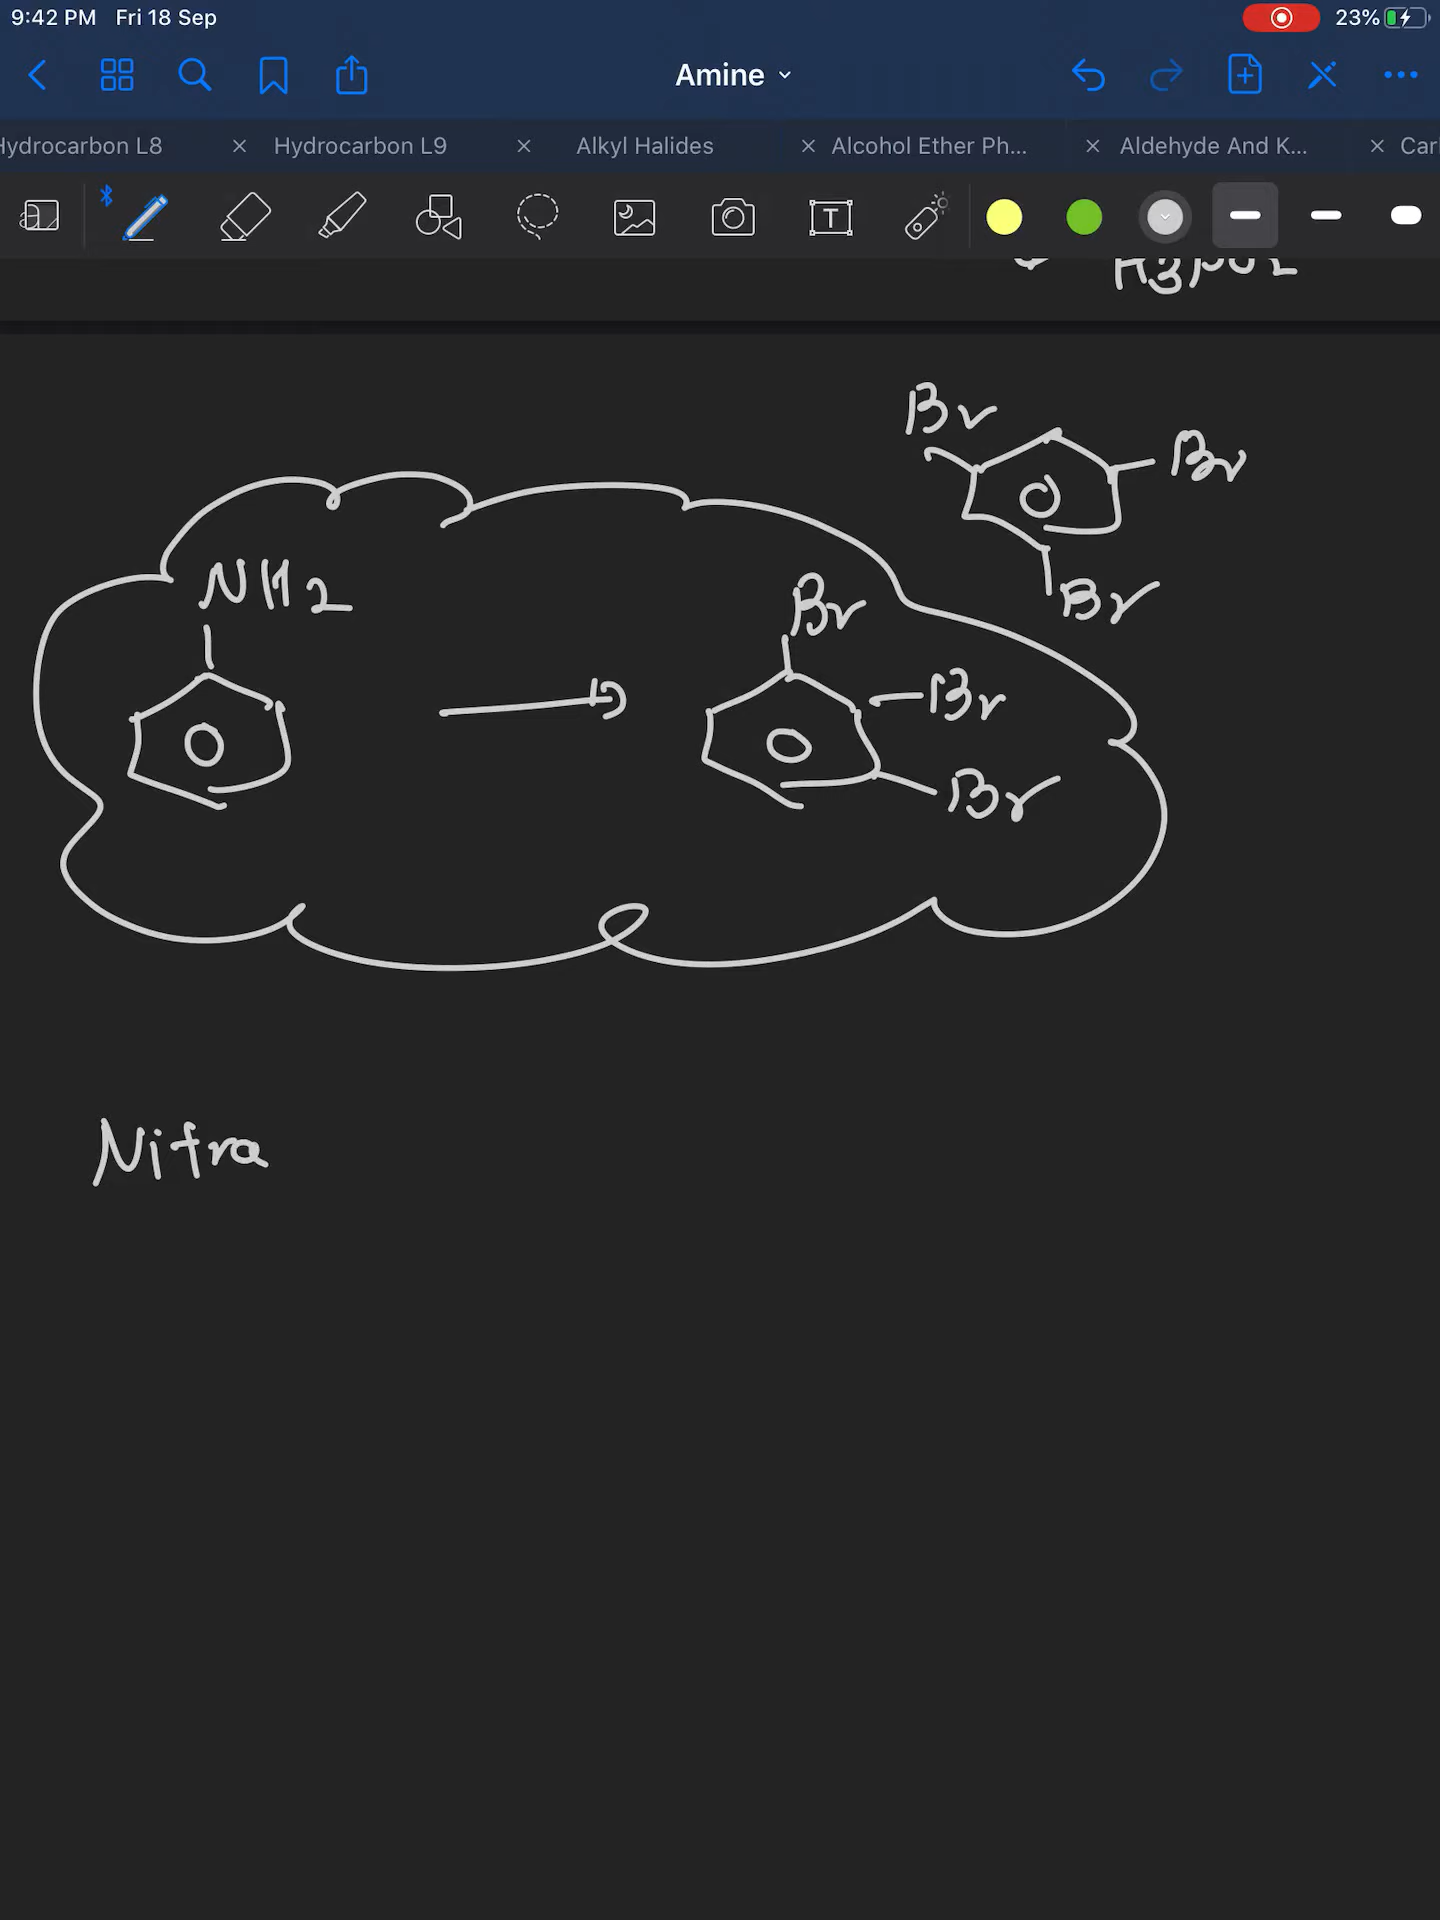 9:42 PM Fri 18 Sep
23%
Amine
Hydrocarbon L8
Hydrocarbon L9
Alkyl Halides
Alcohol Ether Ph...
Aldehyde And K...
Car
T
Br
Br
Br
NH2
Br
Br
Br
Nitra